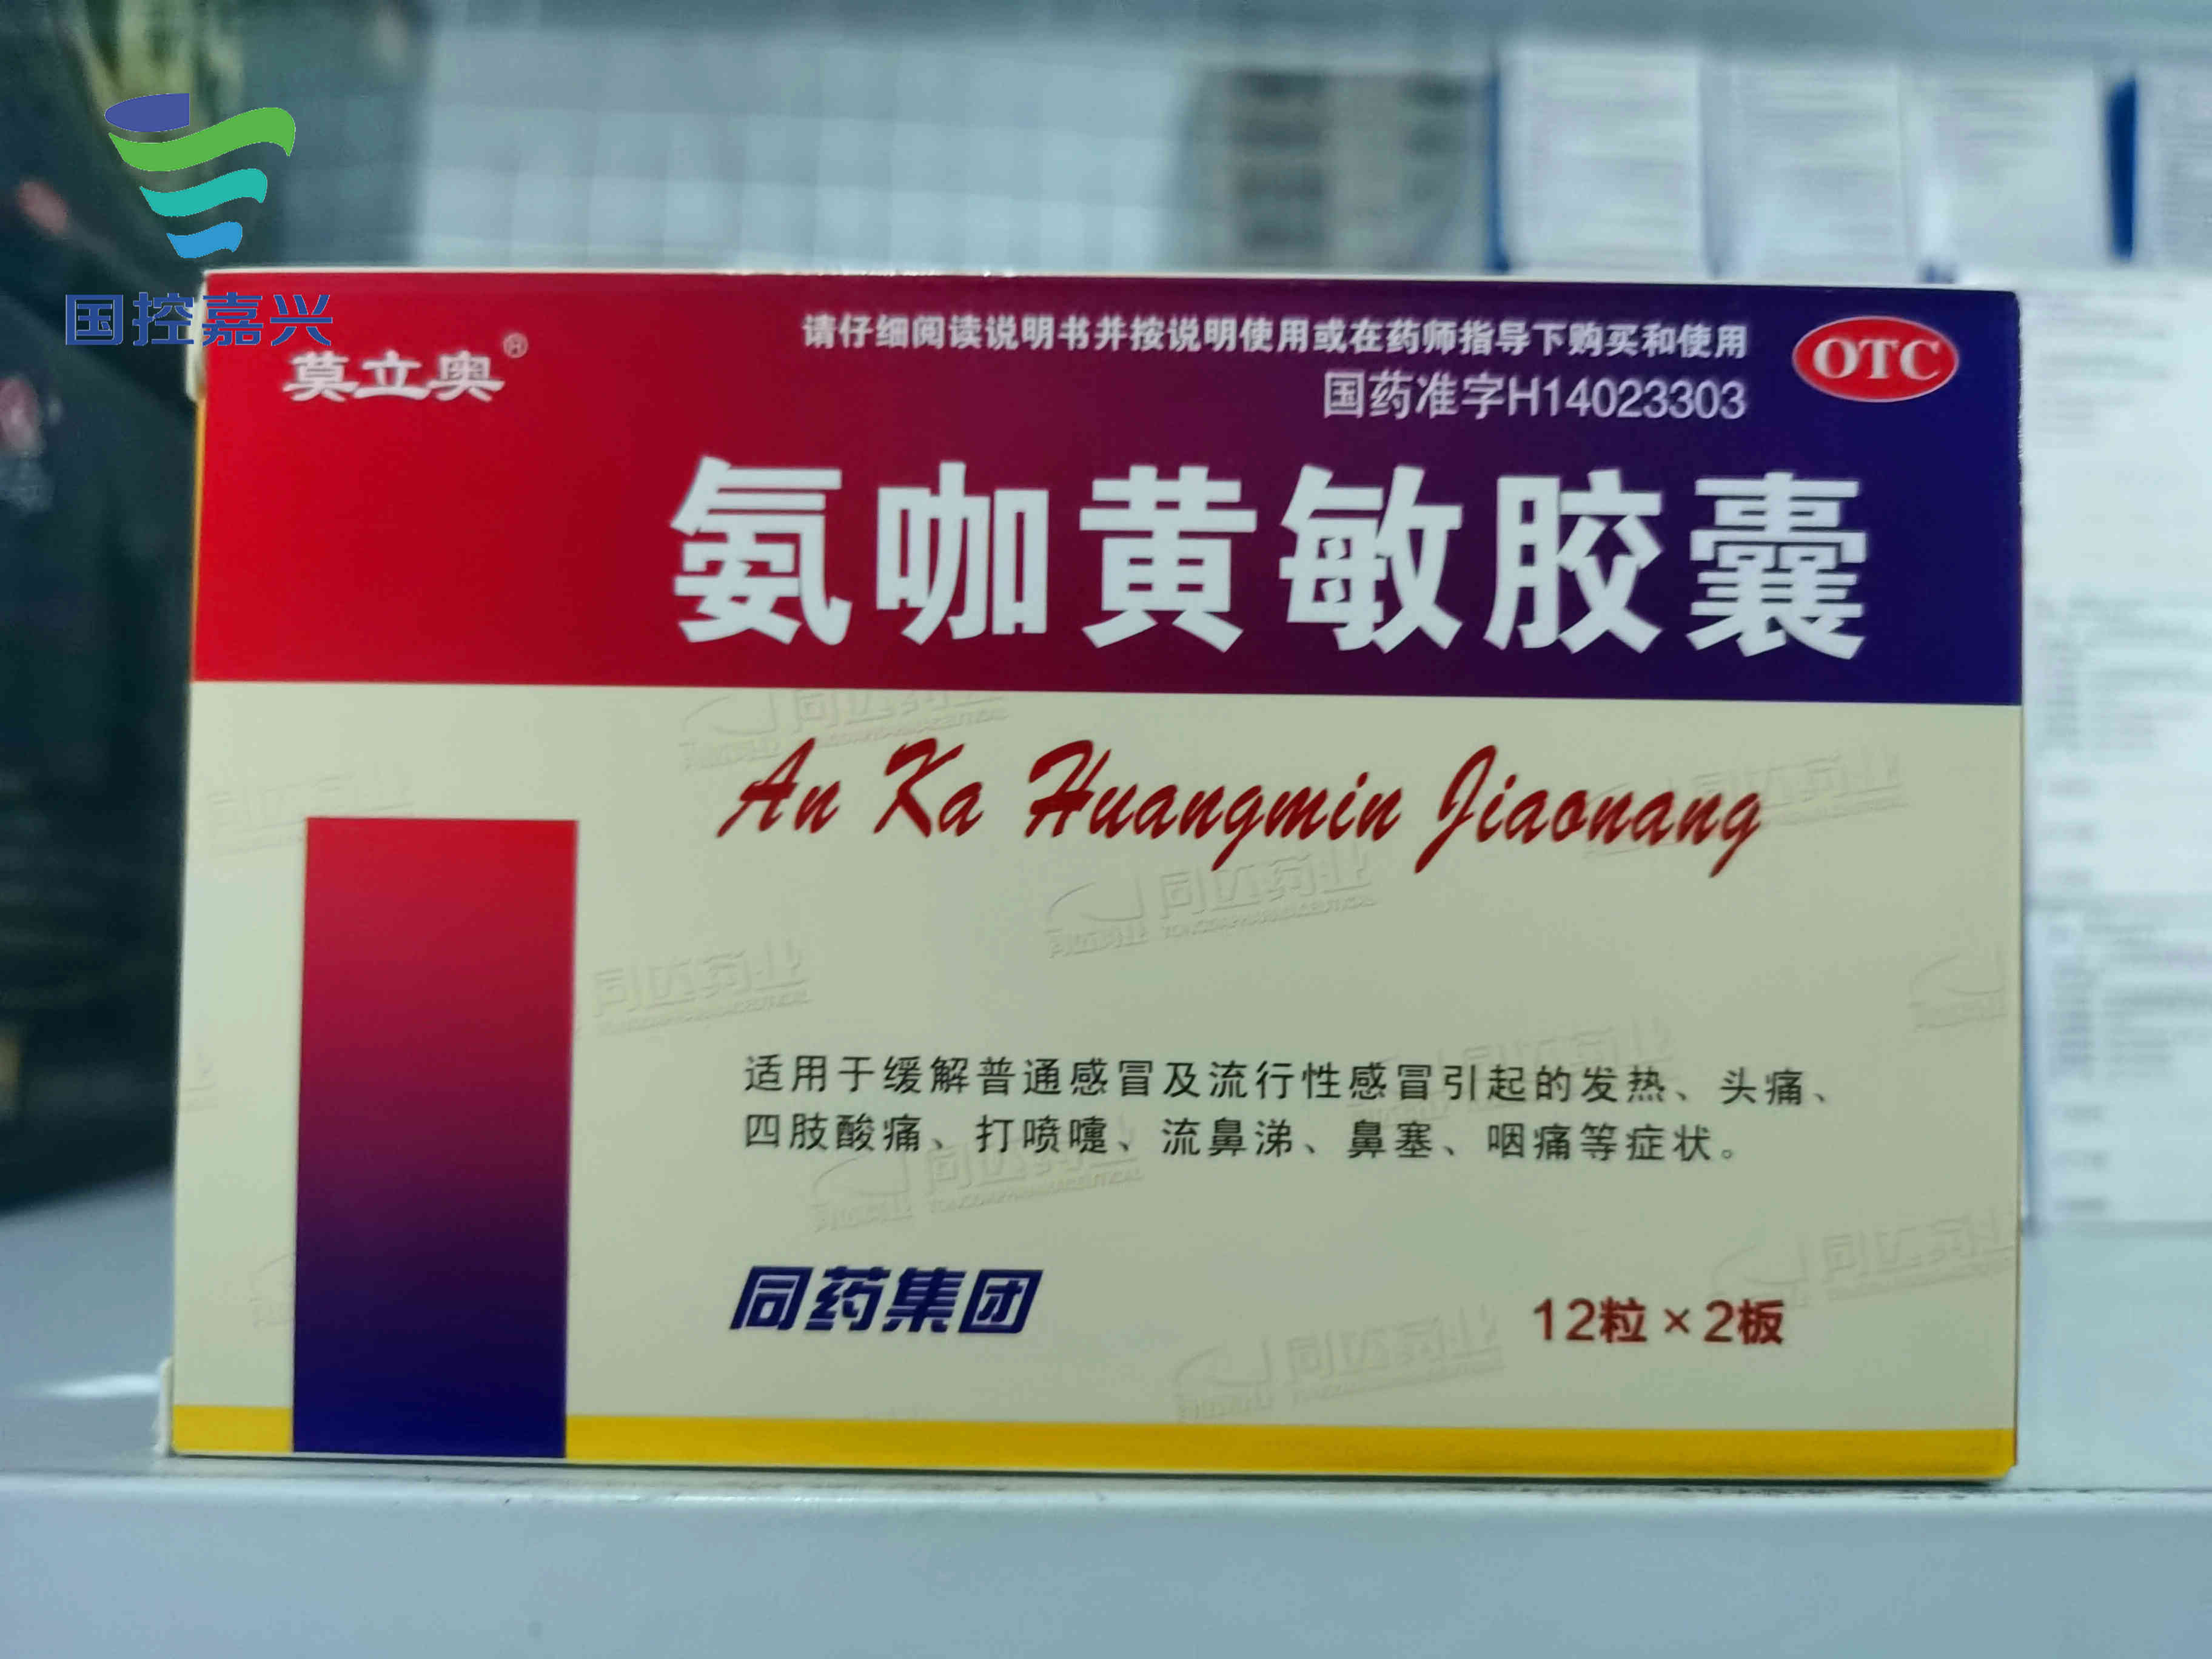 国控嘉兴
莫立奥®
请仔细阅读说明书并按说明使用或在药师指导下购买和使用
国药准字H14023303
OTC
氨咖黄敏胶囊
An Ka Huangmin Jiaonang
适用于缓解普通感冒及流行性感冒引起的发热、头痛、
四肢酸痛、打喷嚏、流鼻涕、鼻塞、咽痛等症状。
同药集团
12粒×2板